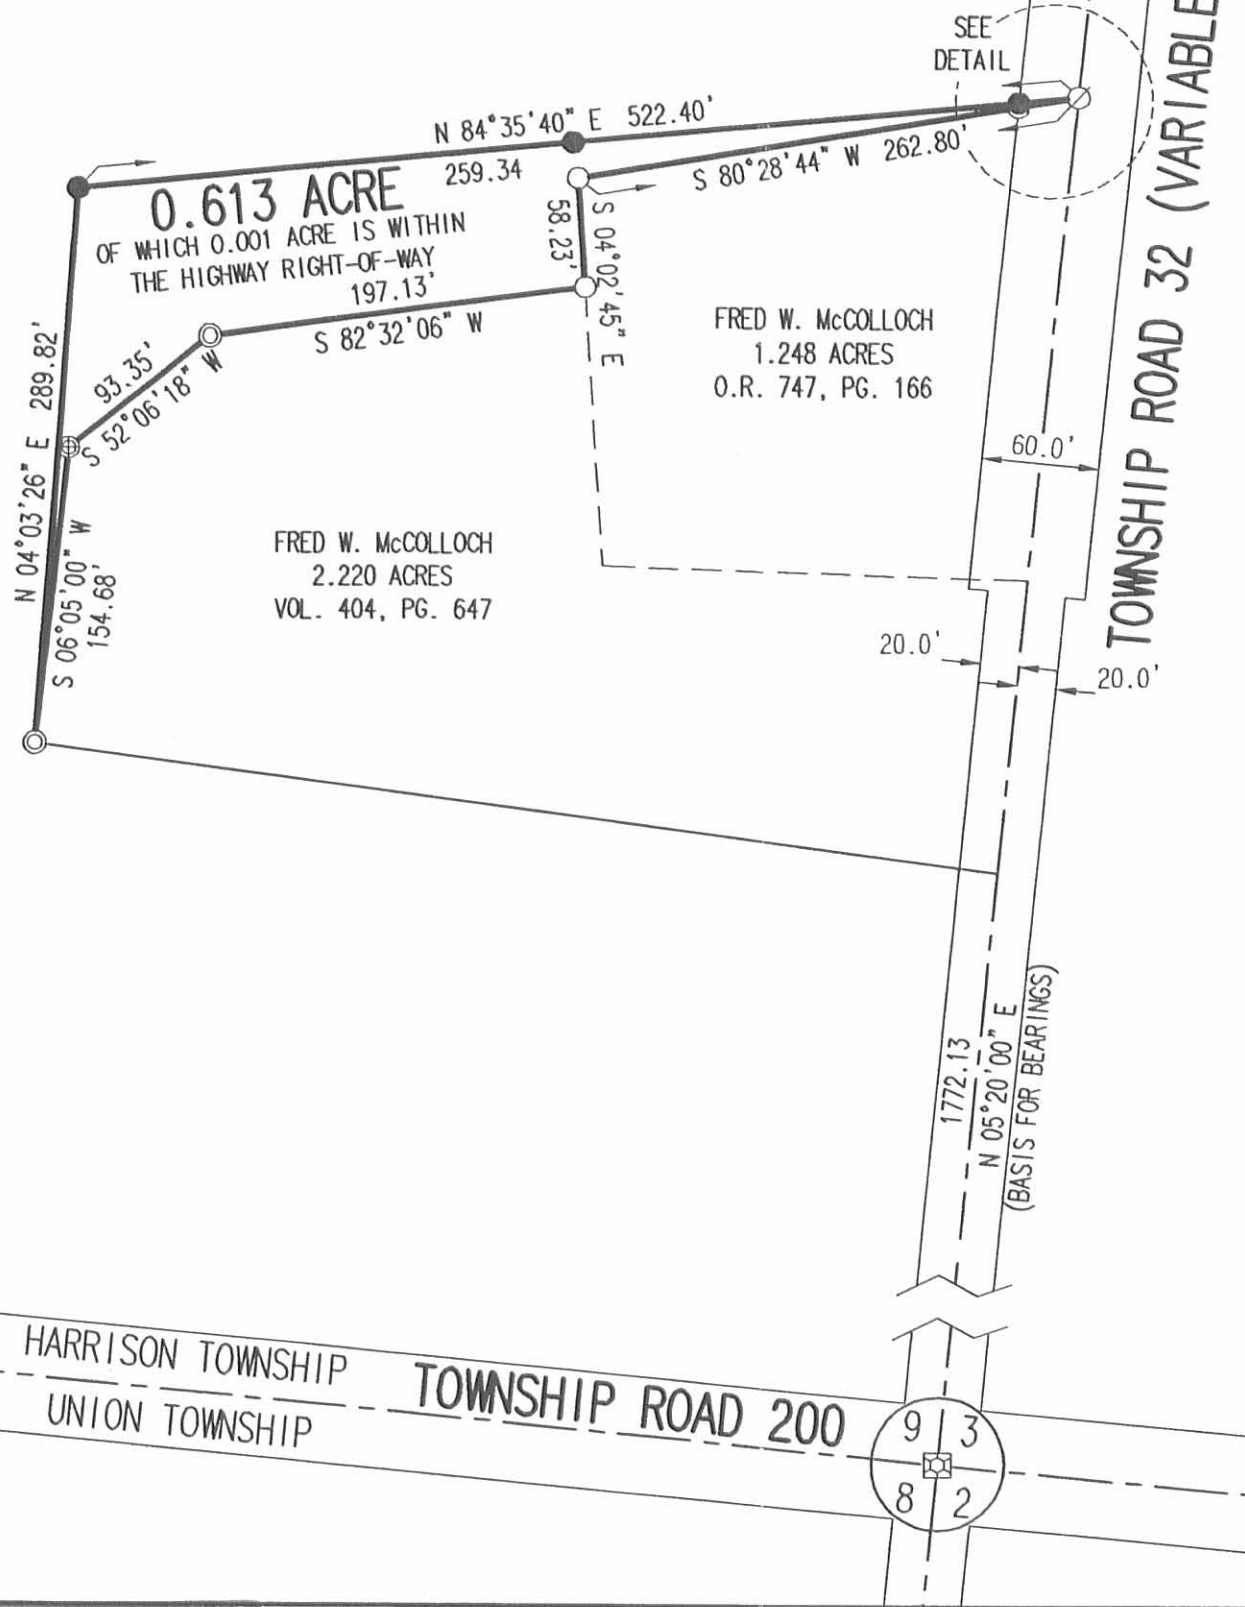 SEE
DETAIL
TOWNSHIP ROAD 32 (VARIABLE
N 84°35'40" E 522.40'
259.34
S 80°28'44" W 262.80'
0.613 ACRE
OF WHICH 0.001 ACRE IS WITHIN
THE HIGHWAY RIGHT-OF-WAY
197.13'
S 82°32'06" W
58.23'
S 04°02'45" E
93.35'
S 52°06'18" W
N 04°03'26" E 289.82'
S 06°05'00" W
154.68'
FRED W. McCOLLOCH
1.248 ACRES
O.R. 747, PG. 166
60.0'
FRED W. McCOLLOCH
2.220 ACRES
VOL. 404, PG. 647
20.0'
20.0'
1772.13
N 05°20'00" E
(BASIS FOR BEARINGS)
HARRISON TOWNSHIP
UNION TOWNSHIP
TOWNSHIP ROAD 200
9 3
8 2